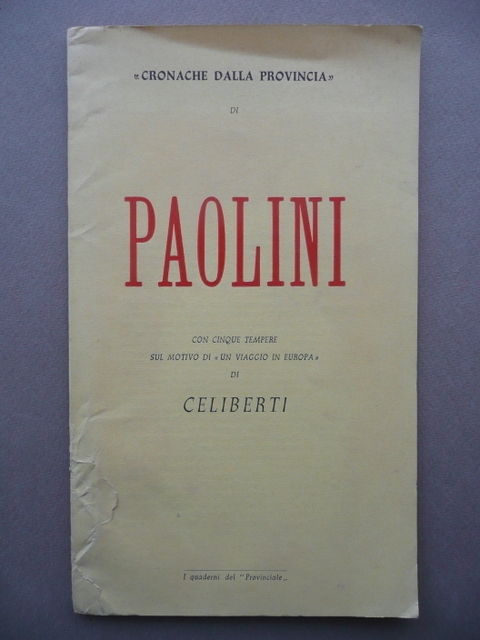 «CRONACHE DALLA PROVINCIA»
DI
PAOLINI
CON CINQUE TEMPERE
SUL MOTIVO DI «UN VIAGGIO IN EUROPA»
DI
CELIBERTI
I quaderni del "Provinciale„